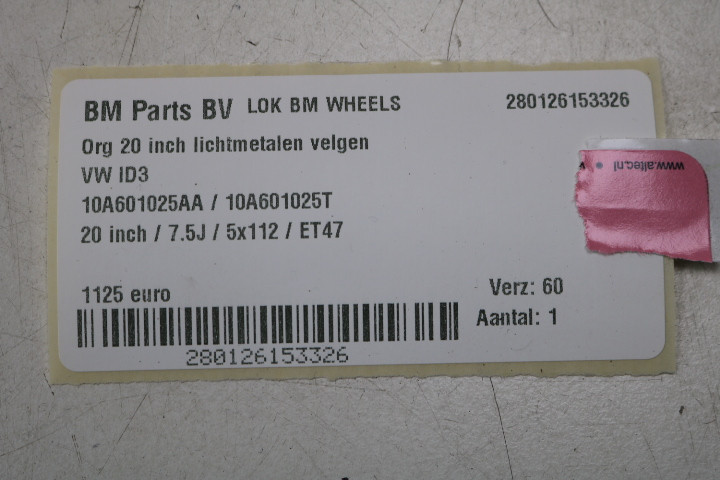 BM Parts BV LOK BM WHEELS 280126153326
Org 20 inch lichtmetalen velgen
VW ID3
10A601025AA / 10A601025T
20 inch / 7.5J / 5x112 / ET47
www.alteq.nl
1125 euro Verz: 60
Aantal: 1
280126153326